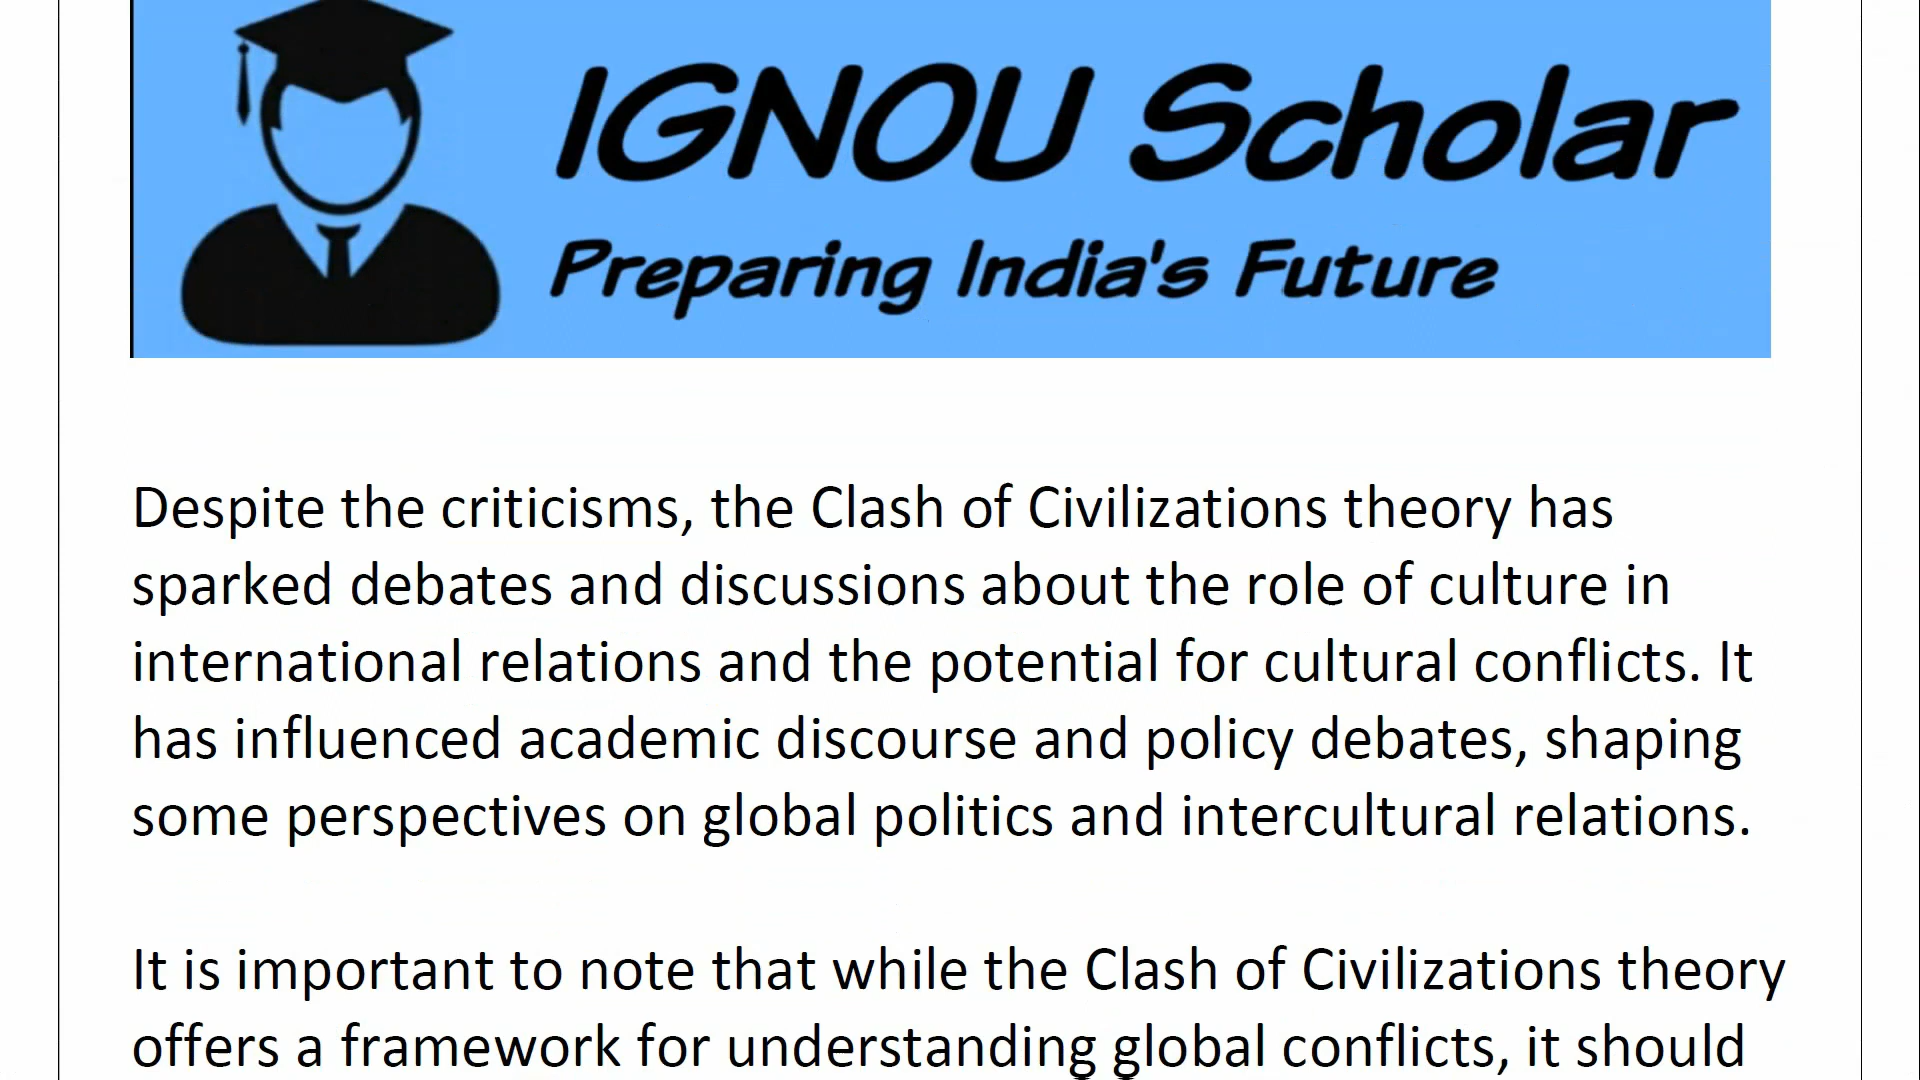 IGNOU Scholar
Preparing India's Future
Despite the criticisms, the Clash of Civilizations theory has
sparked debates and discussions about the role of culture in
international relations and the potential for cultural conflicts. It
has influenced academic discourse and policy debates, shaping
some perspectives on global politics and intercultural relations.
It is important to note that while the Clash of Civilizations theory
offers a framework for understanding global conflicts, it should